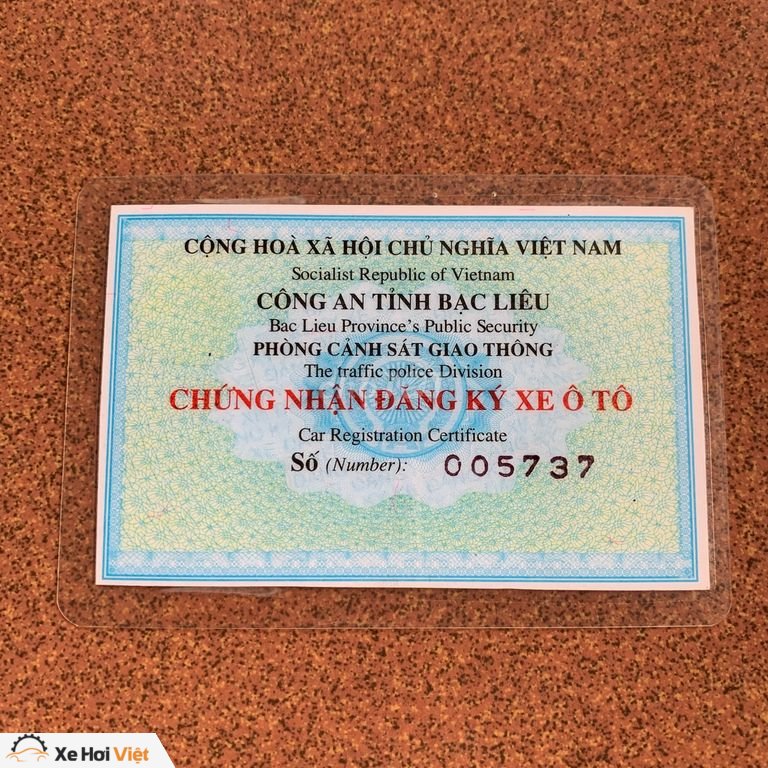 CỘNG HOÀ XÃ HỘI CHỦ NGHĨA VIỆT NAM
Socialist Republic of Vietnam
CÔNG AN TỈNH BẠC LIÊU
Bac Lieu Province's Public Security
PHÒNG CẢNH SÁT GIAO THÔNG
The traffic police Division
CHỨNG NHẬN ĐĂNG KÝ XE Ô TÔ
Car Registration Certificate
Số (Number): 005737
Xe Hơi Việt